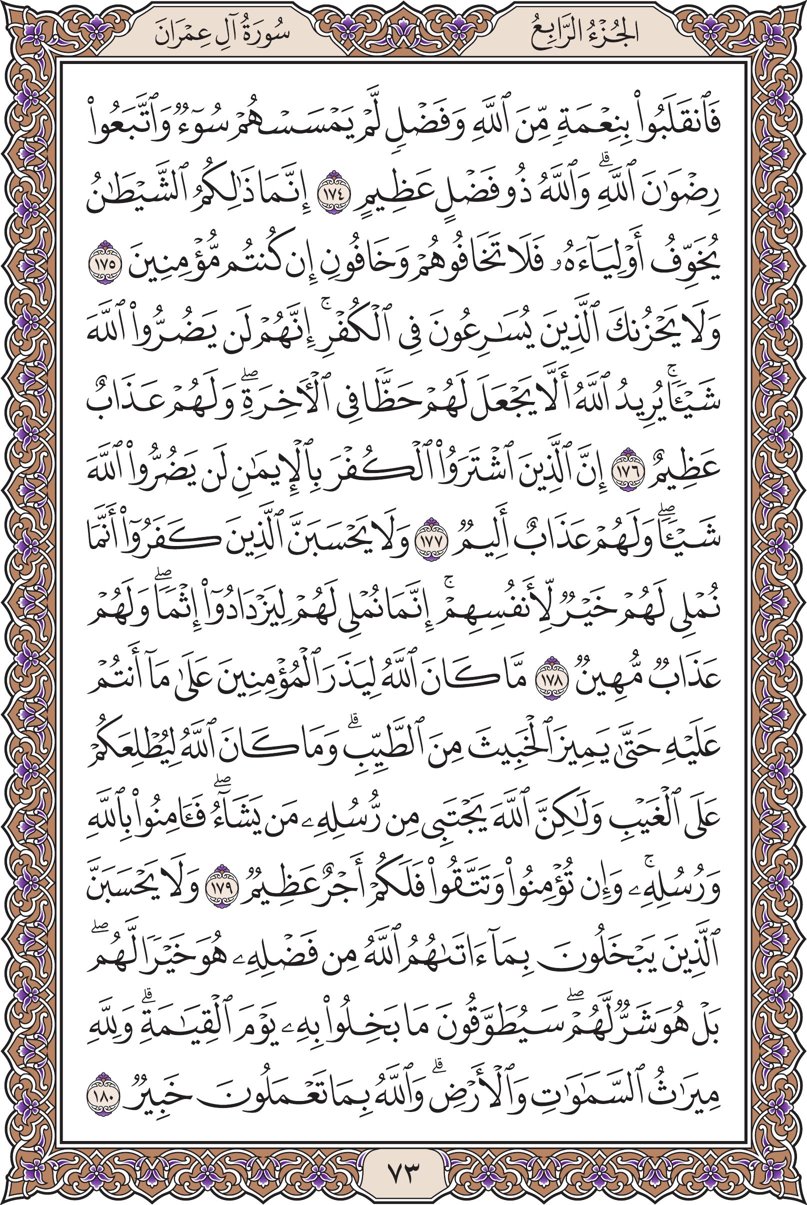 الجُزْءُ الرَّابِعُ
سُورَةُ آلِ عِمْرَانَ
فَٱنقَلَبُوا۟ بِنِعْمَةٍ مِّنَ ٱللَّهِ وَفَضْلٍ لَّمْ يَمْسَسْهُمْ سُوٓءٌ وَٱتَّبَعُوا۟
رِضْوَٰنَ ٱللَّهِ ۗ وَٱللَّهُ ذُو فَضْلٍ عَظِيمٍ ١٧٤ إِنَّمَا ذَٰلِكُمُ ٱلشَّيْطَٰنُ
يُخَوِّفُ أَوْلِيَآءَهُۥ فَلَا تَخَافُوهُمْ وَخَافُونِ إِن كُنتُم مُّؤْمِنِينَ ١٧٥
وَلَا يَحْزُنكَ ٱلَّذِينَ يُسَٰرِعُونَ فِى ٱلْكُفْرِ ۚ إِنَّهُمْ لَن يَضُرُّوا۟ ٱللَّهَ
شَيْـًٔا ۗ يُرِيدُ ٱللَّهُ أَلَّا يَجْعَلَ لَهُمْ حَظًّا فِى ٱلْـَٔاخِرَةِ ۖ وَلَهُمْ عَذَابٌ
عَظِيمٌ ١٧٦ إِنَّ ٱلَّذِينَ ٱشْتَرَوُا۟ ٱلْكُفْرَ بِٱلْإِيمَٰنِ لَن يَضُرُّوا۟ ٱللَّهَ
شَيْـًٔا ۖ وَلَهُمْ عَذَابٌ أَلِيمٌ ١٧٧ وَلَا يَحْسَبَنَّ ٱلَّذِينَ كَفَرُوٓا۟ أَنَّمَا
نُمْلِى لَهُمْ خَيْرٌ لِّأَنفُسِهِمْ ۚ إِنَّمَا نُمْلِى لَهُمْ لِيَزْدَادُوٓا۟ إِثْمًا ۖ وَلَهُمْ
عَذَابٌ مُّهِينٌ ١٧٨ مَّا كَانَ ٱللَّهُ لِيَذَرَ ٱلْمُؤْمِنِينَ عَلَىٰ مَآ أَنتُمْ
عَلَيْهِ حَتَّىٰ يَمِيزَ ٱلْخَبِيثَ مِنَ ٱلطَّيِّبِ ۗ وَمَا كَانَ ٱللَّهُ لِيُطْلِعَكُمْ
عَلَى ٱلْغَيْبِ وَلَٰكِنَّ ٱللَّهَ يَجْتَبِى مِن رُّسُلِهِۦ مَن يَشَآءُ ۖ فَـَٔامِنُوا۟ بِٱللَّهِ
وَرُسُلِهِۦ ۚ وَإِن تُؤْمِنُوا۟ وَتَتَّقُوا۟ فَلَكُمْ أَجْرٌ عَظِيمٌ ١٧٩ وَلَا يَحْسَبَنَّ
ٱلَّذِينَ يَبْخَلُونَ بِمَآ ءَاتَىٰهُمُ ٱللَّهُ مِن فَضْلِهِۦ هُوَ خَيْرًا لَّهُم ۖ
بَلْ هُوَ شَرٌّ لَّهُمْ ۖ سَيُطَوَّقُونَ مَا بَخِلُوا۟ بِهِۦ يَوْمَ ٱلْقِيَٰمَةِ ۗ وَلِلَّهِ
مِيرَٰثُ ٱلسَّمَٰوَٰتِ وَٱلْأَرْضِ ۗ وَٱللَّهُ بِمَا تَعْمَلُونَ خَبِيرٌ ١٨٠
٧٣